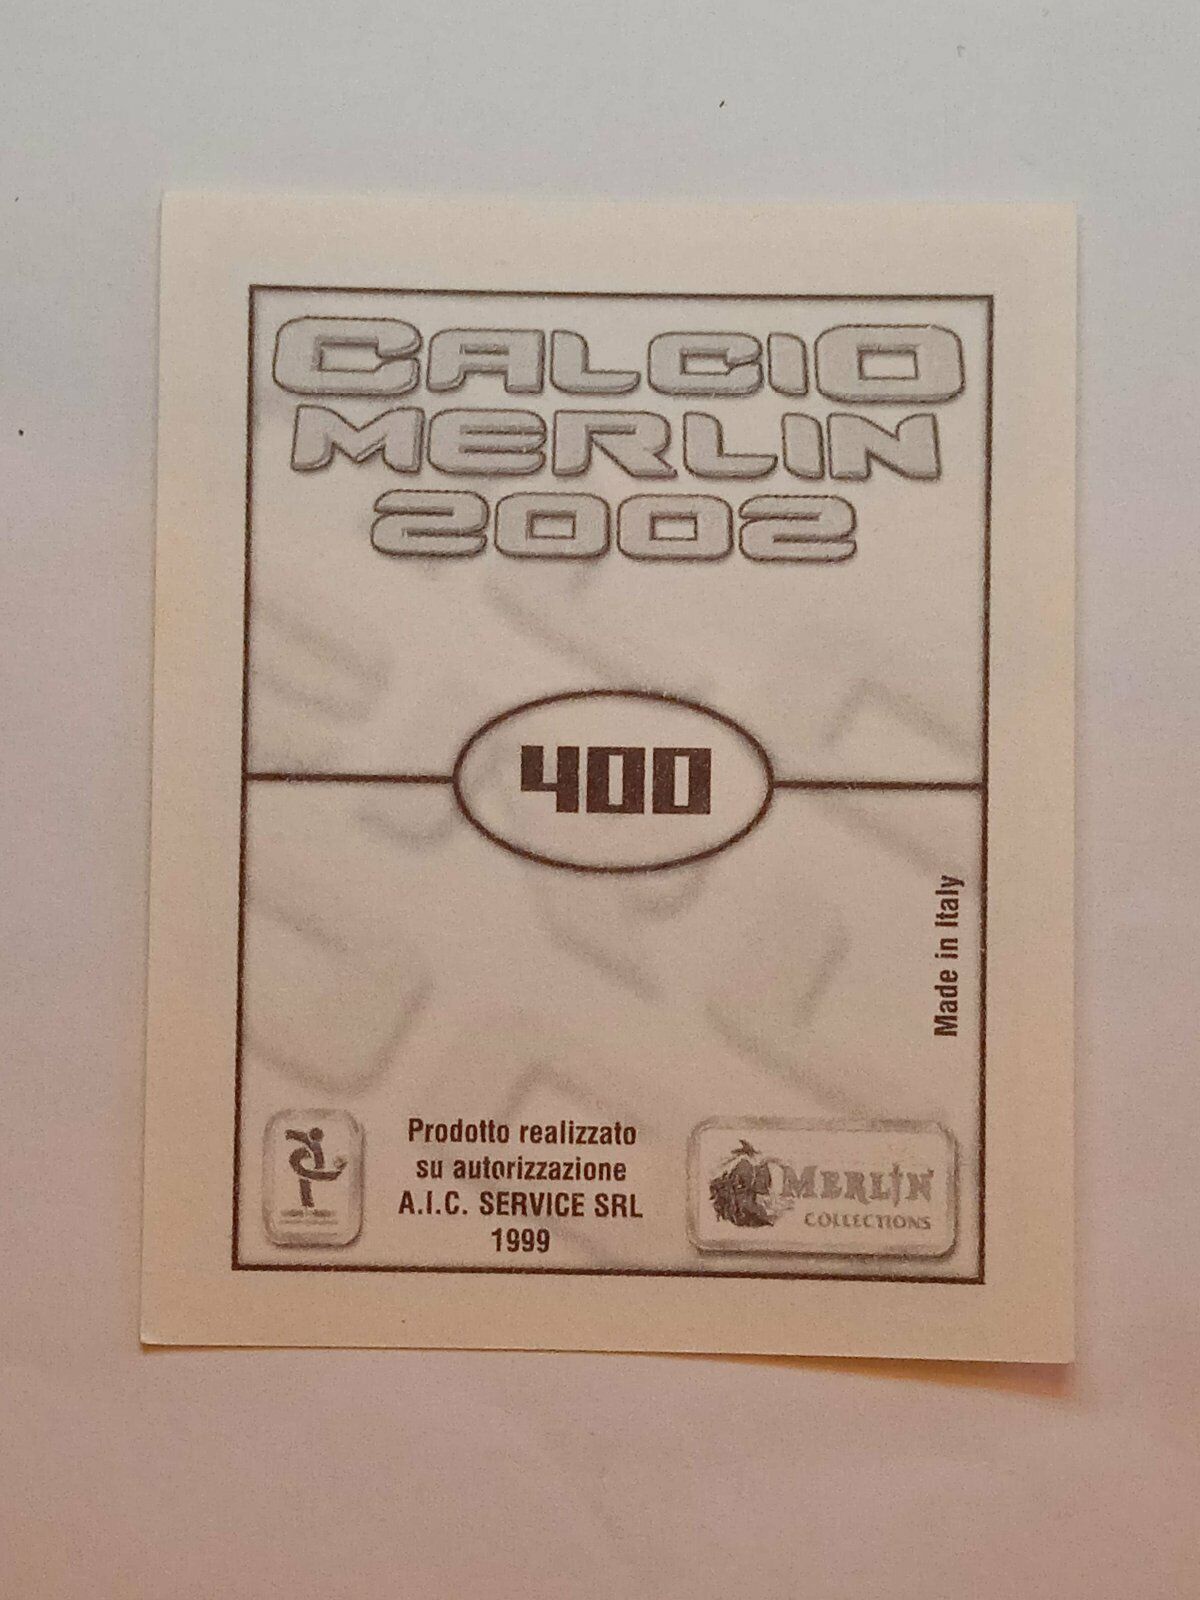 CALCIO
MERLIN
2002
400
Made in Italy
Prodotto realizzato
su autorizzazione
A.I.C. SERVICE SRL
1999
MERLIN
COLLECTIONS